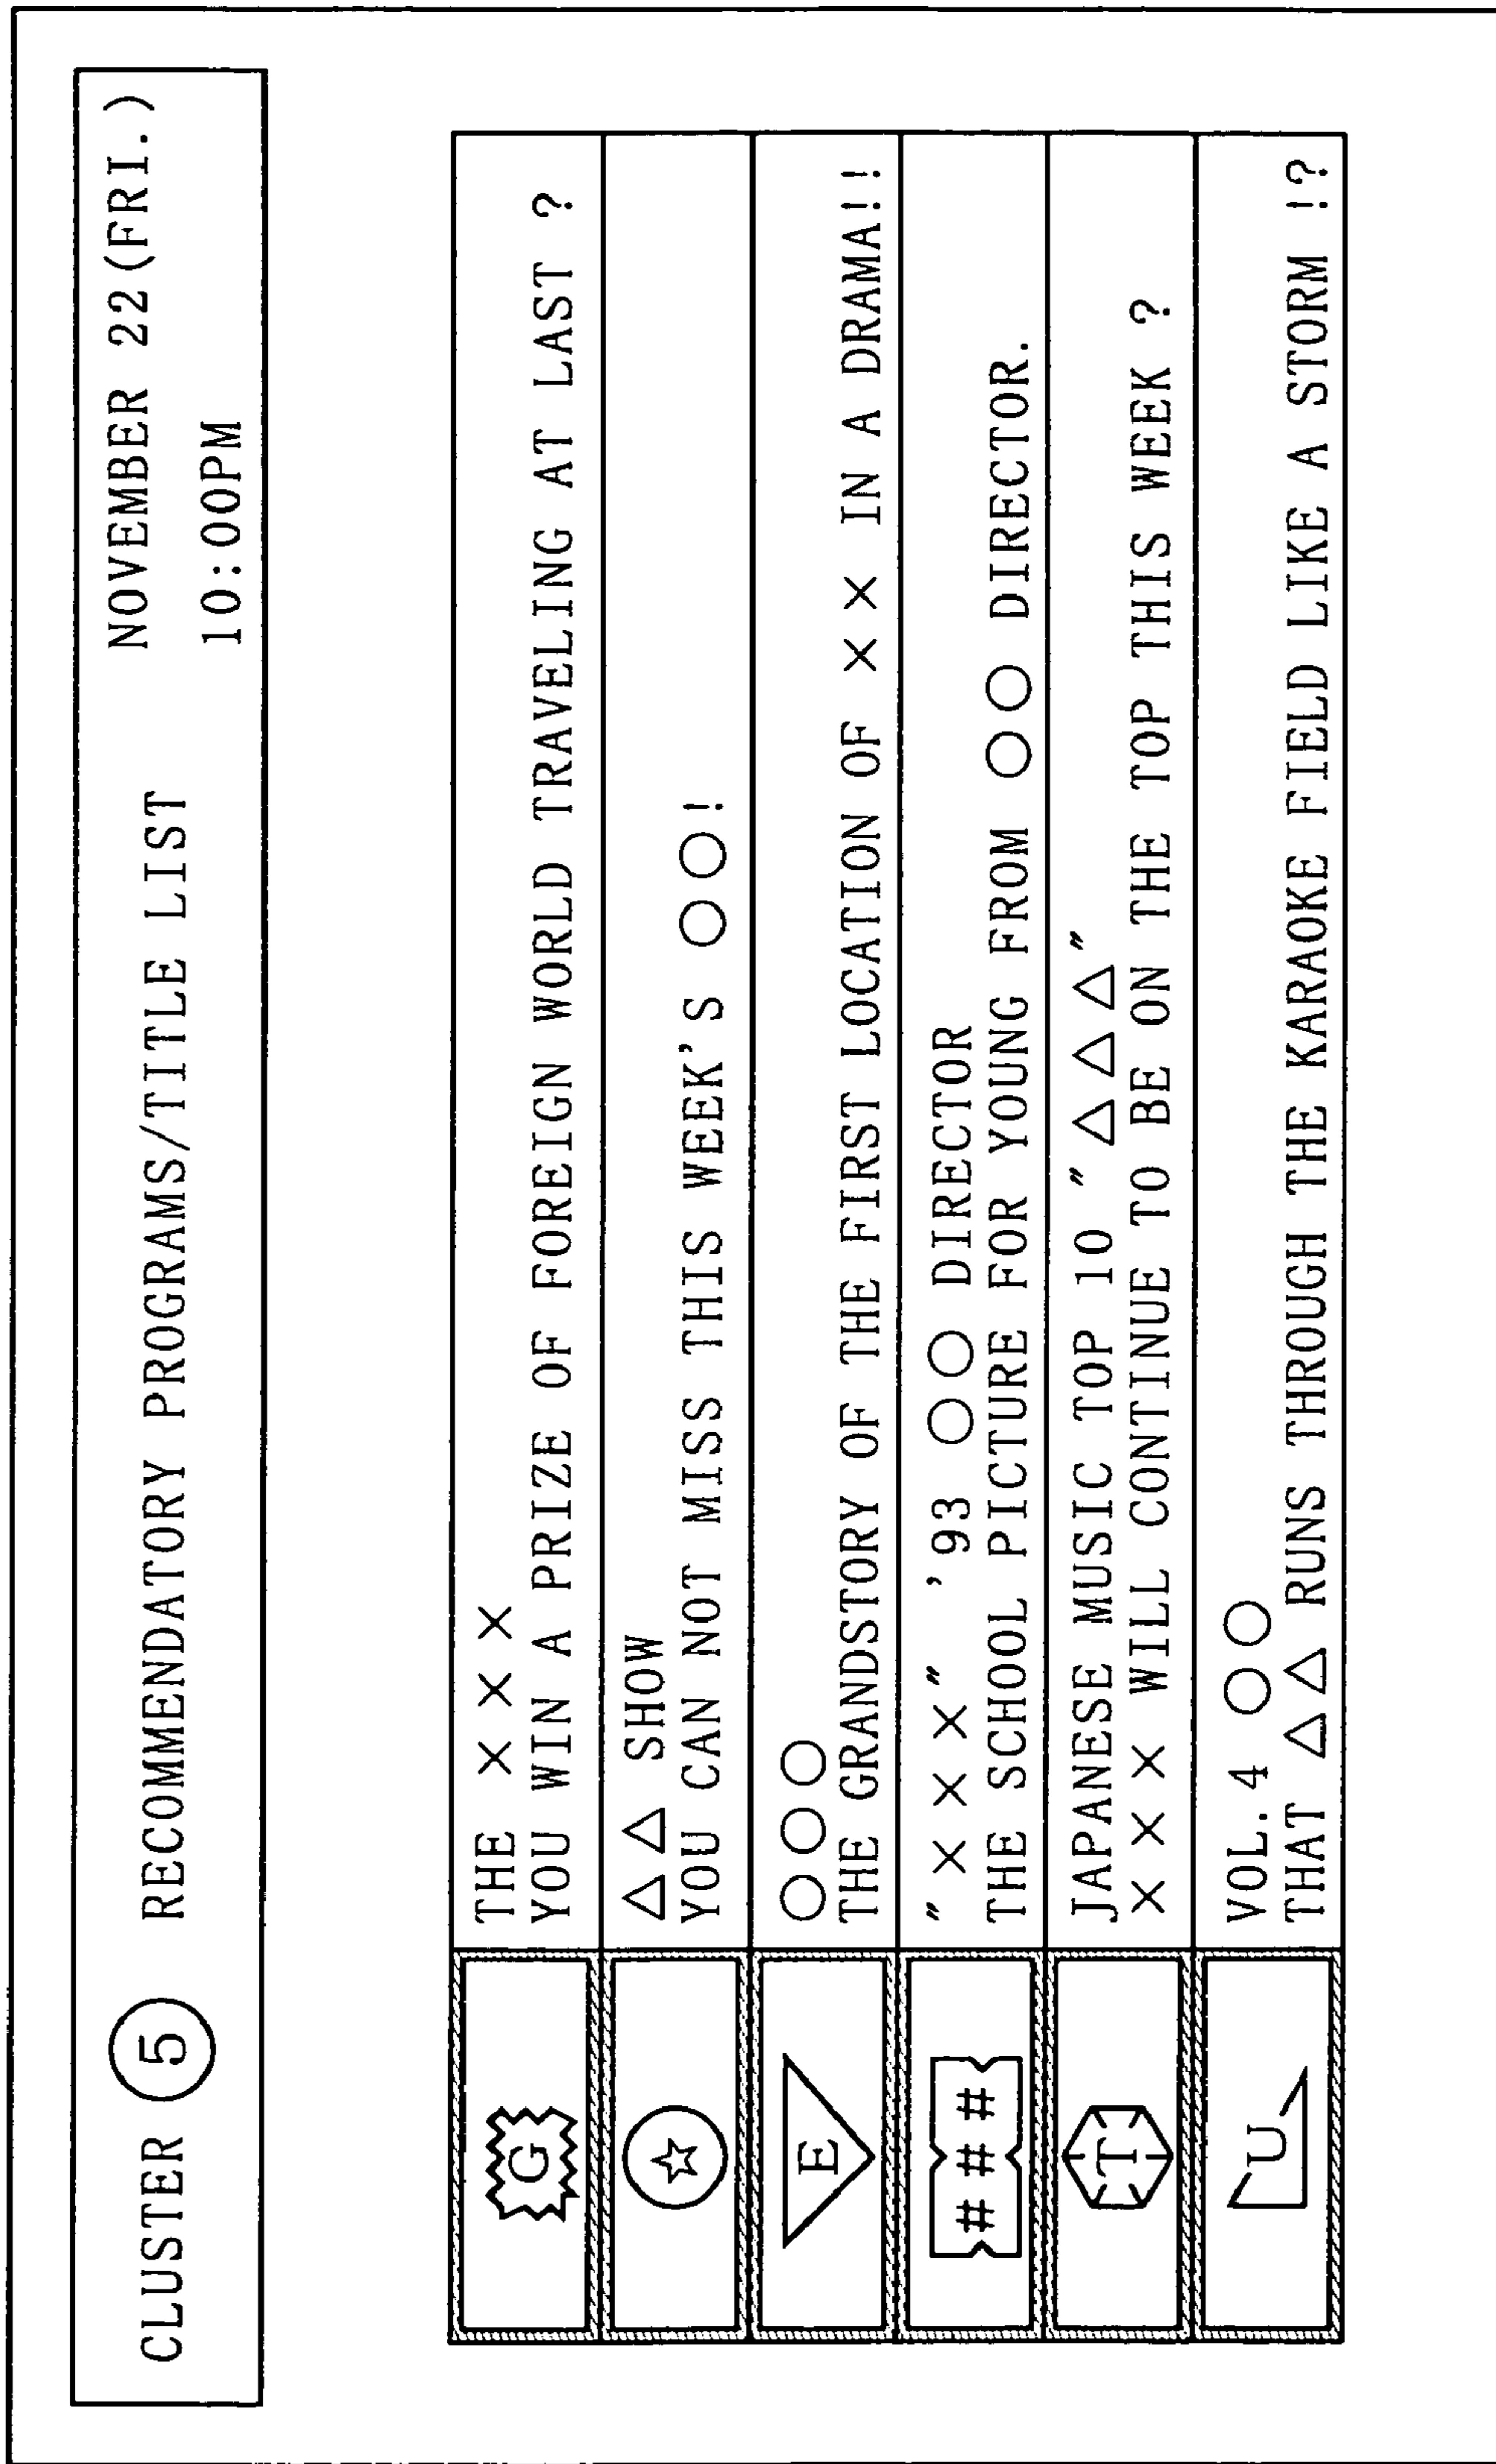 CLUSTER 5 RECOMMENDATORY PROGRAMS/TITLE LIST
NOVEMBER 22(FRI.)
10:00PM
G
THE × × ×
YOU WIN A PRIZE OF FOREIGN WORLD TRAVELING AT LAST ?
☆
△△ SHOW
YOU CAN NOT MISS THIS WEEK'S ○○!
E
○○○
THE GRANDSTORY OF THE FIRST LOCATION OF ×× IN A DRAMA!!
# # #
"××××" '93 ○○ DIRECTOR
THE SCHOOL PICTURE FOR YOUNG FROM ○○ DIRECTOR.
T
JAPANESE MUSIC TOP 10 "△△△"
××× WILL CONTINUE TO BE ON THE TOP THIS WEEK ?
U
VOL.4 ○○
THAT △△ RUNS THROUGH THE KARAOKE FIELD LIKE A STORM !?